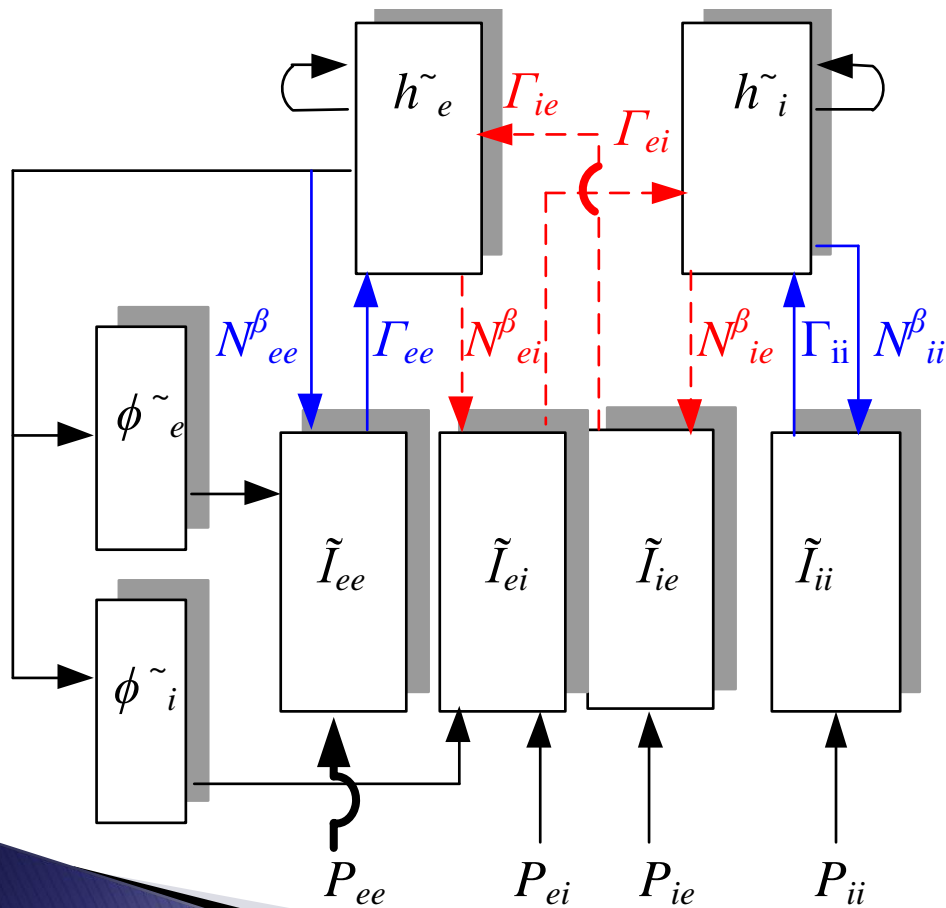 h~e Γie Γei h~i
Nβee Γee Nβei Nβie Γii Nβii
ϕ~e
Ĩee Ĩei Ĩie Ĩii
ϕ~i
Pee Pei Pie Pii